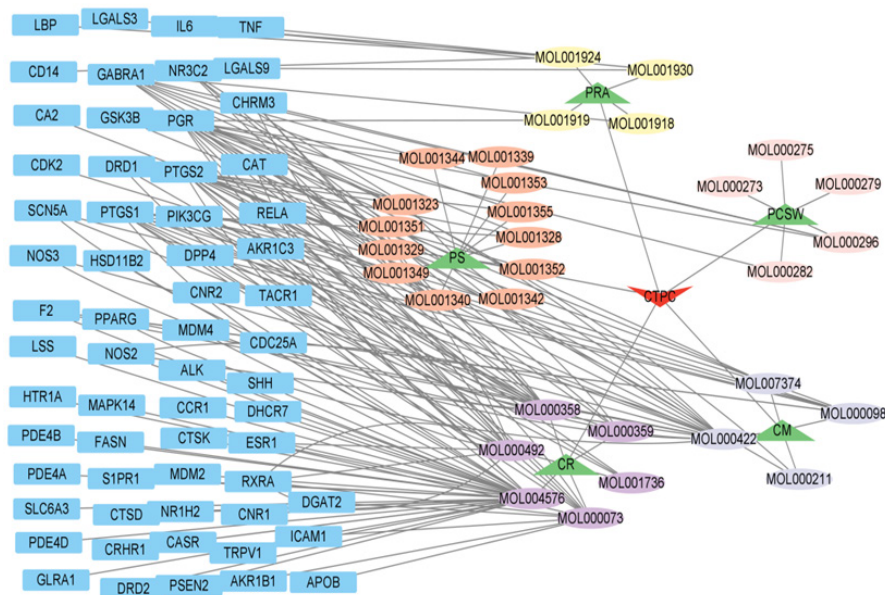 LBP
LGALS3
IL6
TNF
CD14
GABRA1
NR3C2
LGALS9
CHRM3
CA2
GSK3B
PGR
CDK2
DRD1
PTGS2
CAT
SCN5A
PTGS1
PIK3CG
RELA
NOS3
HSD11B2
DPP4
AKR1C3
CNR2
TACR1
F2
PPARG
MDM4
CDC25A
LSS
NOS2
ALK
SHH
HTR1A
MAPK14
CCR1
DHCR7
PDE4B
FASN
CTSK
ESR1
PDE4A
S1PR1
MDM2
RXRA
SLC6A3
CTSD
NR1H2
CNR1
DGAT2
PDE4D
CRHR1
CASR
TRPV1
ICAM1
GLRA1
DRD2
PSEN2
AKR1B1
APOB
MOL001924
MOL001930
PRA
MOL001919
MOL001918
MOL001344
MOL001339
MOL001353
MOL001323
MOL001355
MOL001351
MOL001328
MOL001329
PS
MOL001349
MOL001352
MOL001340
MOL001342
MOL000275
MOL000273
MOL000279
PCSW
MOL000296
MOL000282
CTPC
MOL007374
MOL000098
CM
MOL000422
MOL000211
MOL000358
MOL000359
MOL000492
CR
MOL001736
MOL004576
MOL000073